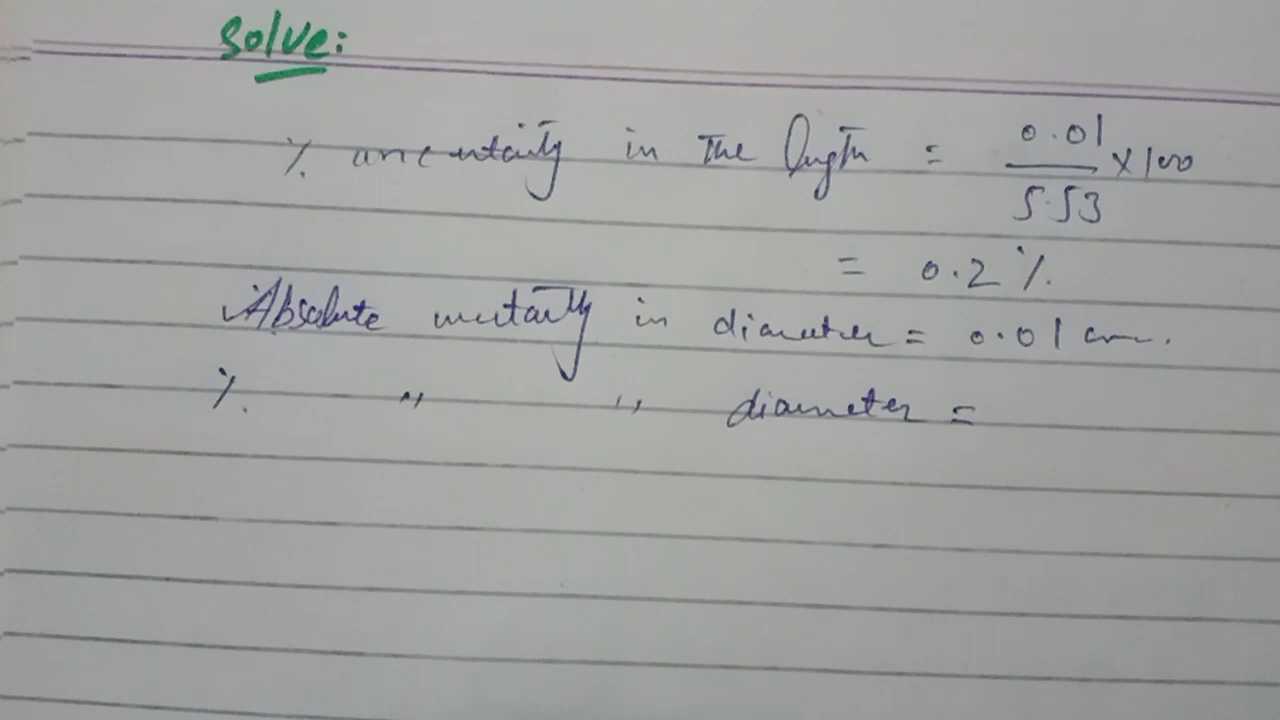 Solve:
% uncertainty in The length = 0.01 / 5.53 × 100
= 0.2 %.
Absolute uncertainty in diameter = 0.01 cm.
% " " diameter =